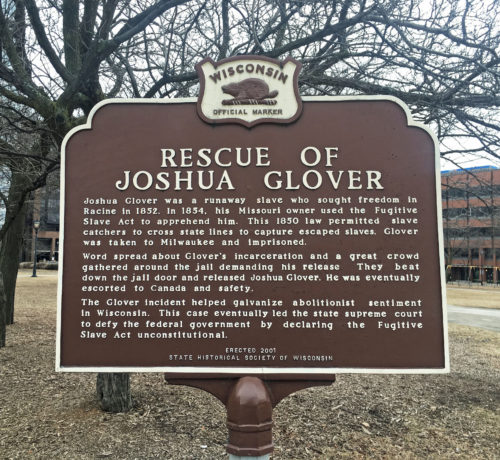 WISCONSIN
OFFICIAL MARKER
RESCUE OF
JOSHUA GLOVER
Joshua Glover was a runaway slave who sought freedom in
Racine in 1852. In 1854, his Missouri owner used the Fugitive
Slave Act to apprehend him. This 1850 law permitted slave
catchers to cross state lines to capture escaped slaves. Glover
was taken to Milwaukee and imprisoned.
Word spread about Glover's incarceration and a great crowd
gathered around the jail demanding his release They beat
down the jail door and released Joshua Glover. He was eventually
escorted to Canada and safety.
The Glover incident helped galvanize abolitionist sentiment
in Wisconsin. This case eventually led the state supreme court
to defy the federal government by declaring the Fugitive
Slave Act unconstitutional.
ERECTED 2001
STATE HISTORICAL SOCIETY OF WISCONSIN